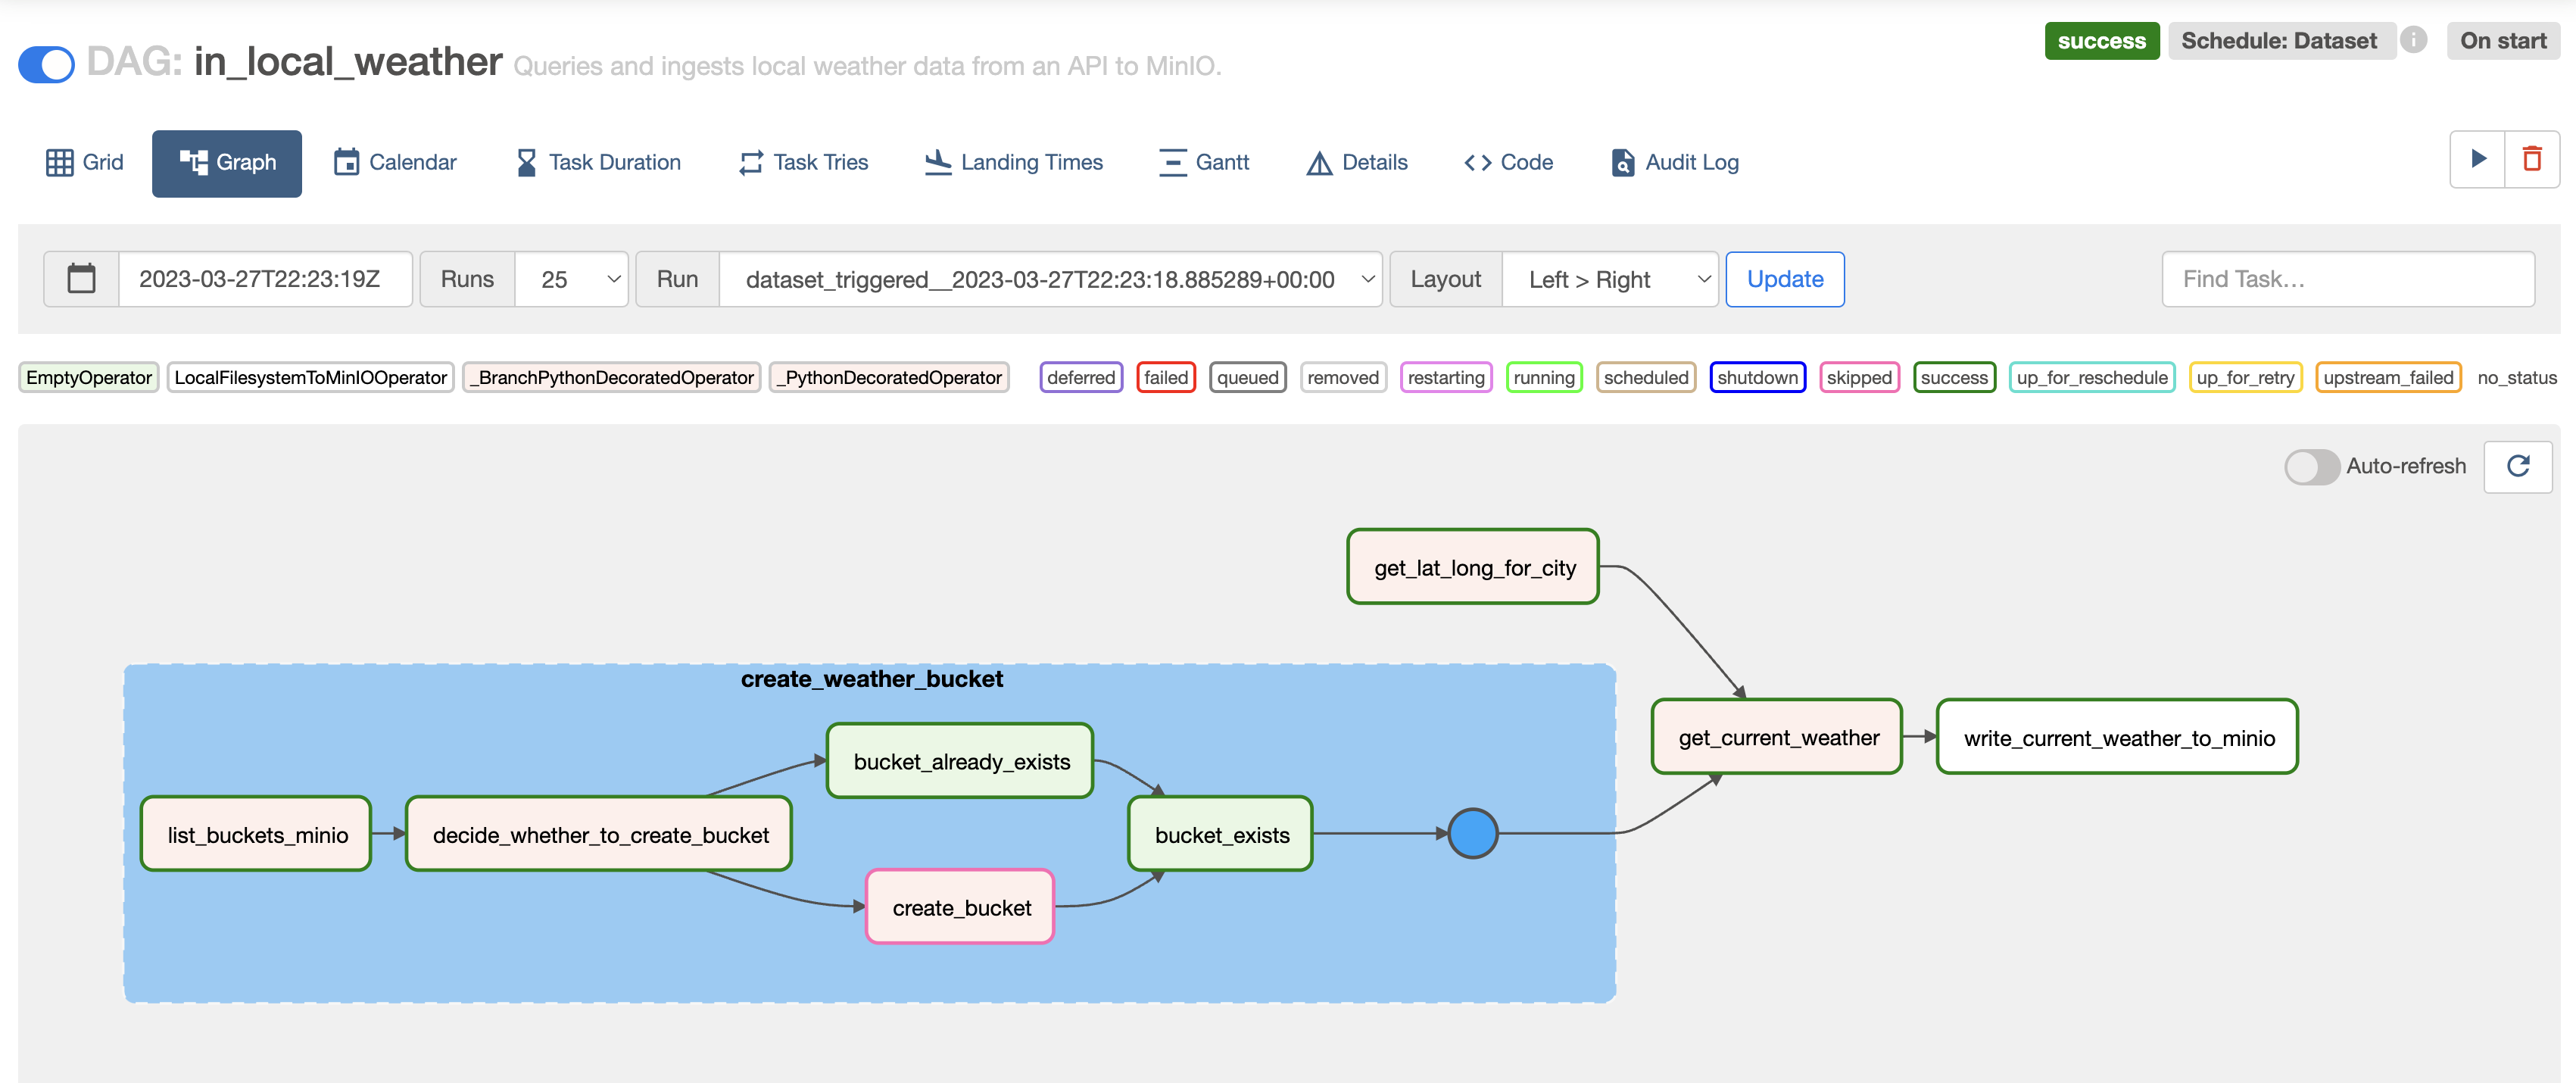 DAG: in_local_weather Queries and ingests local weather data from an API to MinIO.
success Schedule: Dataset i On start
Grid Graph Calendar Task Duration Task Tries Landing Times Gantt Details Code Audit Log
2023-03-27T22:23:19Z Runs 25 Run dataset_triggered__2023-03-27T22:23:18.885289+00:00 Layout Left > Right Update Find Task...
EmptyOperator LocalFilesystemToMinIOOperator _BranchPythonDecoratedOperator _PythonDecoratedOperator deferred failed queued removed restarting running scheduled shutdown skipped success up_for_reschedule up_for_retry upstream_failed no_status
Auto-refresh
get_lat_long_for_city
create_weather_bucket
get_current_weather write_current_weather_to_minio
bucket_already_exists
list_buckets_minio decide_whether_to_create_bucket bucket_exists
create_bucket